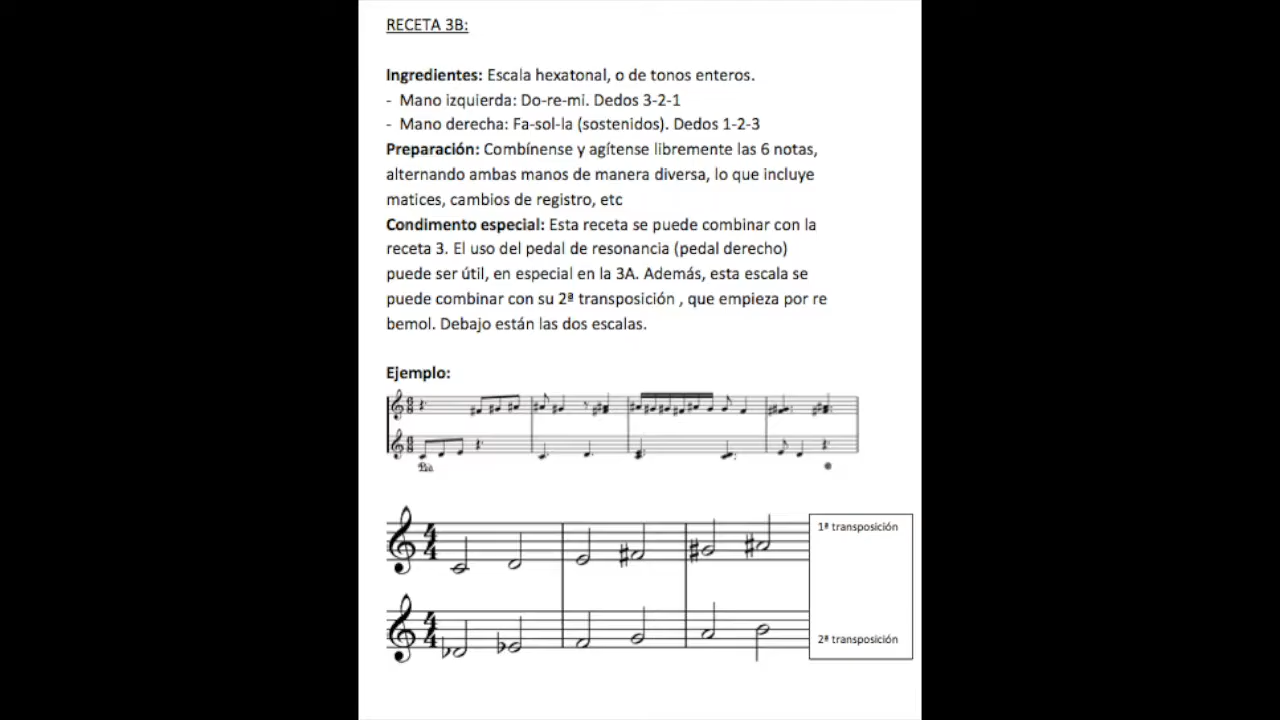 RECETA 3B:
Ingredientes: Escala hexatonal, o de tonos enteros.
- Mano izquierda: Do-re-mi. Dedos 3-2-1
- Mano derecha: Fa-sol-la (sostenidos). Dedos 1-2-3
Preparación: Combínense y agítense libremente las 6 notas,
alternando ambas manos de manera diversa, lo que incluye
matices, cambios de registro, etc
Condimento especial: Esta receta se puede combinar con la
receta 3. El uso del pedal de resonancia (pedal derecho)
puede ser útil, en especial en la 3A. Además, esta escala se
puede combinar con su 2ª transposición , que empieza por re
bemol. Debajo están las dos escalas.
Ejemplo:
1ª transposición
2ª transposición